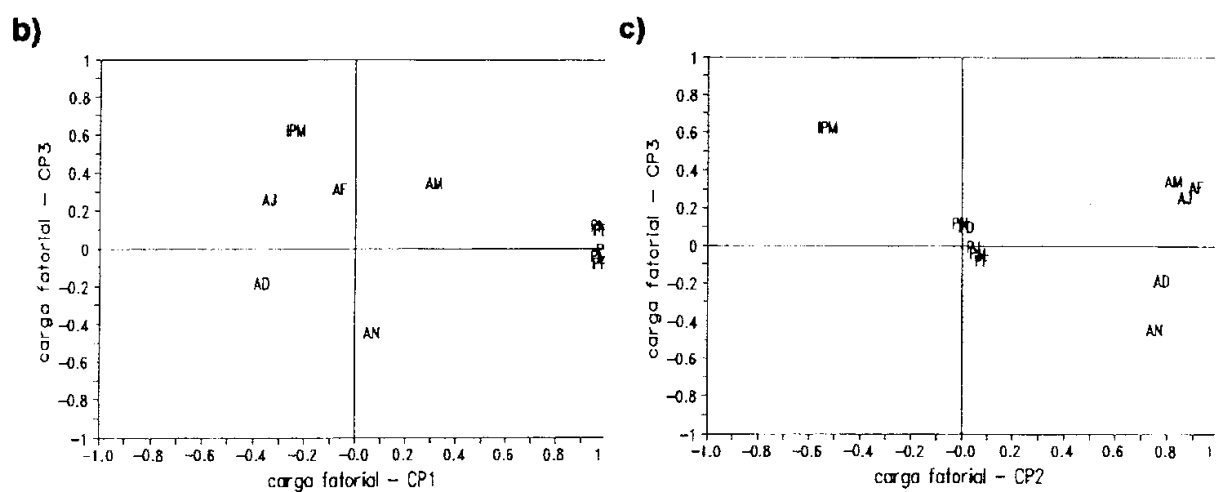 b)
1
0.8
0.6
0.4
0.2
0
-0.2
-0.4
-0.6
-0.8
-1
carga fatorial – CP3
IPM
AJ
AF
AM
AD
AN
-1.0 -0.8 -0.6 -0.4 -0.2 0.0 0.2 0.4 0.6 0.8 1
carga fatorial – CP1
c)
1
0.8
0.6
0.4
0.2
0
-0.2
-0.4
-0.6
-0.8
-1
carga fatorial – CP3
IPM
AM
AF
AJ
AD
AN
-1.0 -0.8 -0.6 -0.4 -0.2 -0.0 0.2 0.4 0.6 0.8 1
carga fatorial – CP2